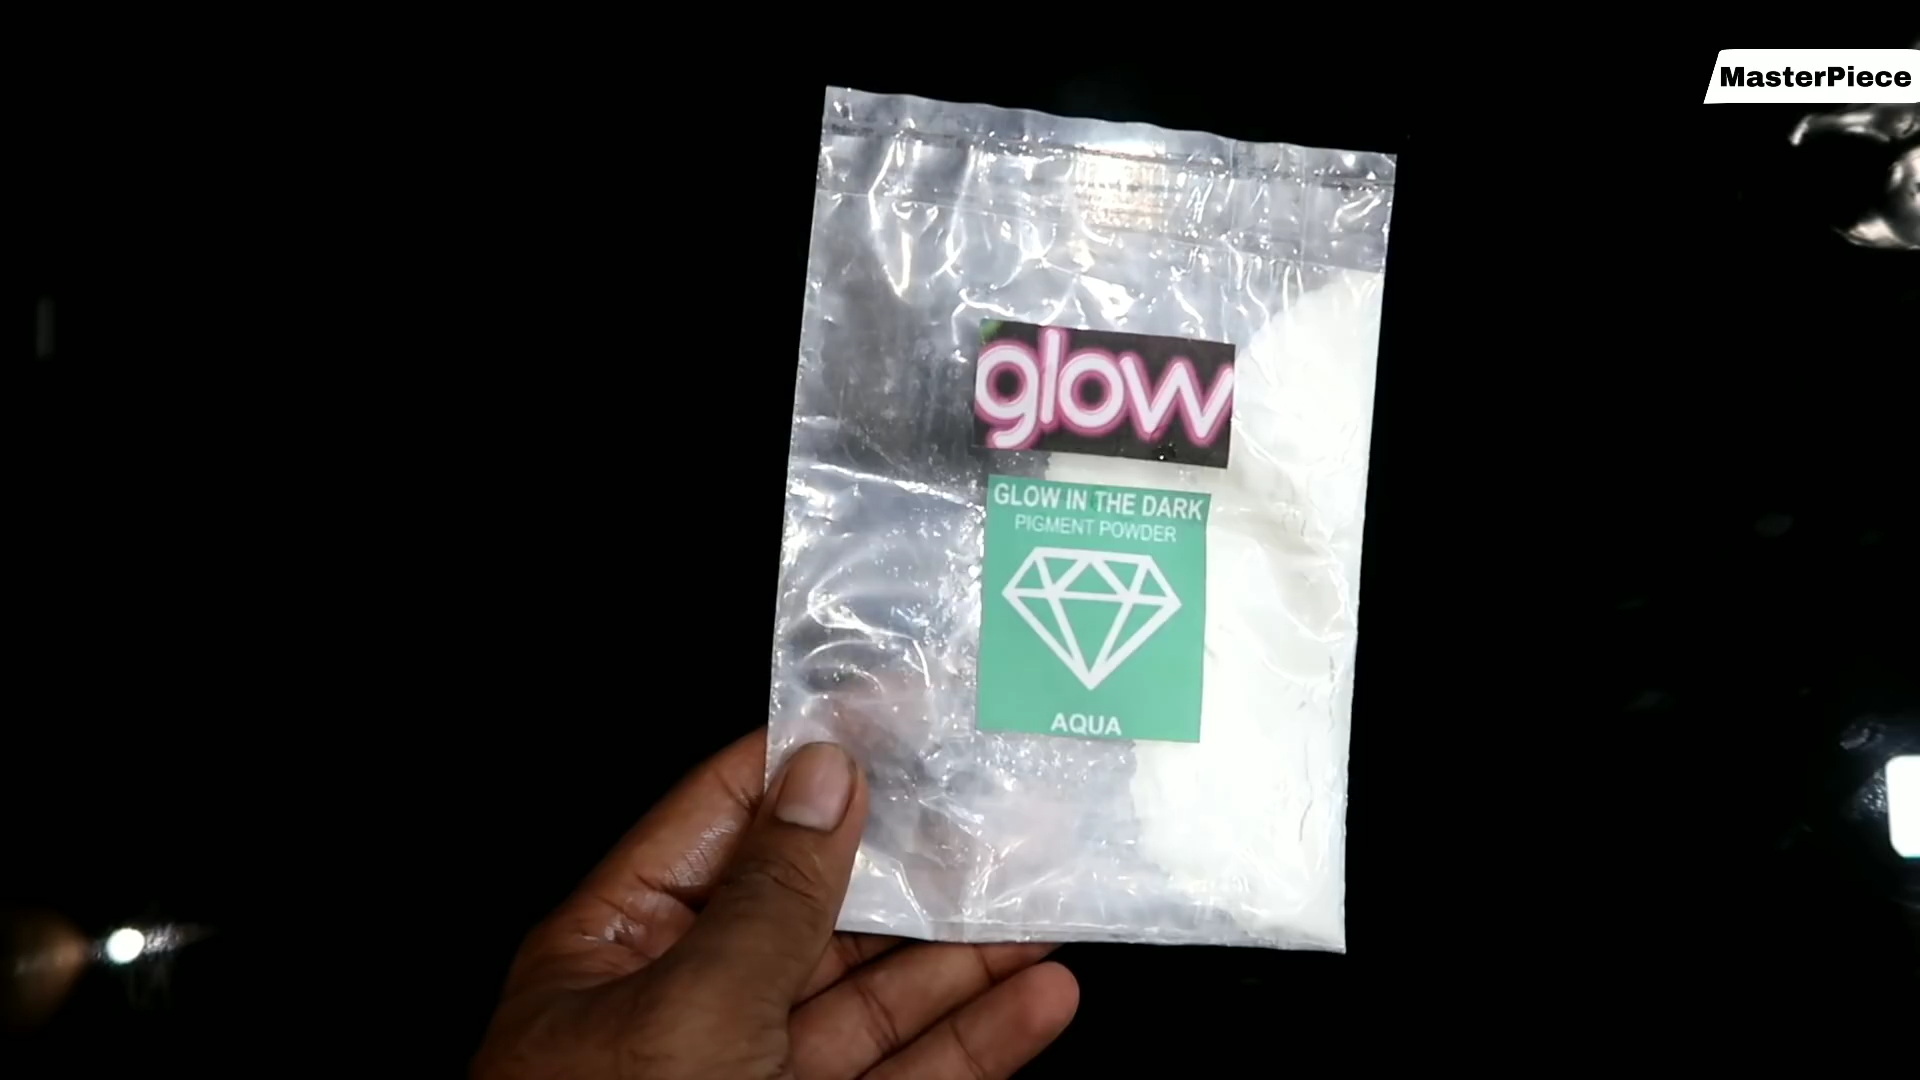 MasterPiece
glow
GLOW IN THE DARK
PIGMENT POWDER
AQUA